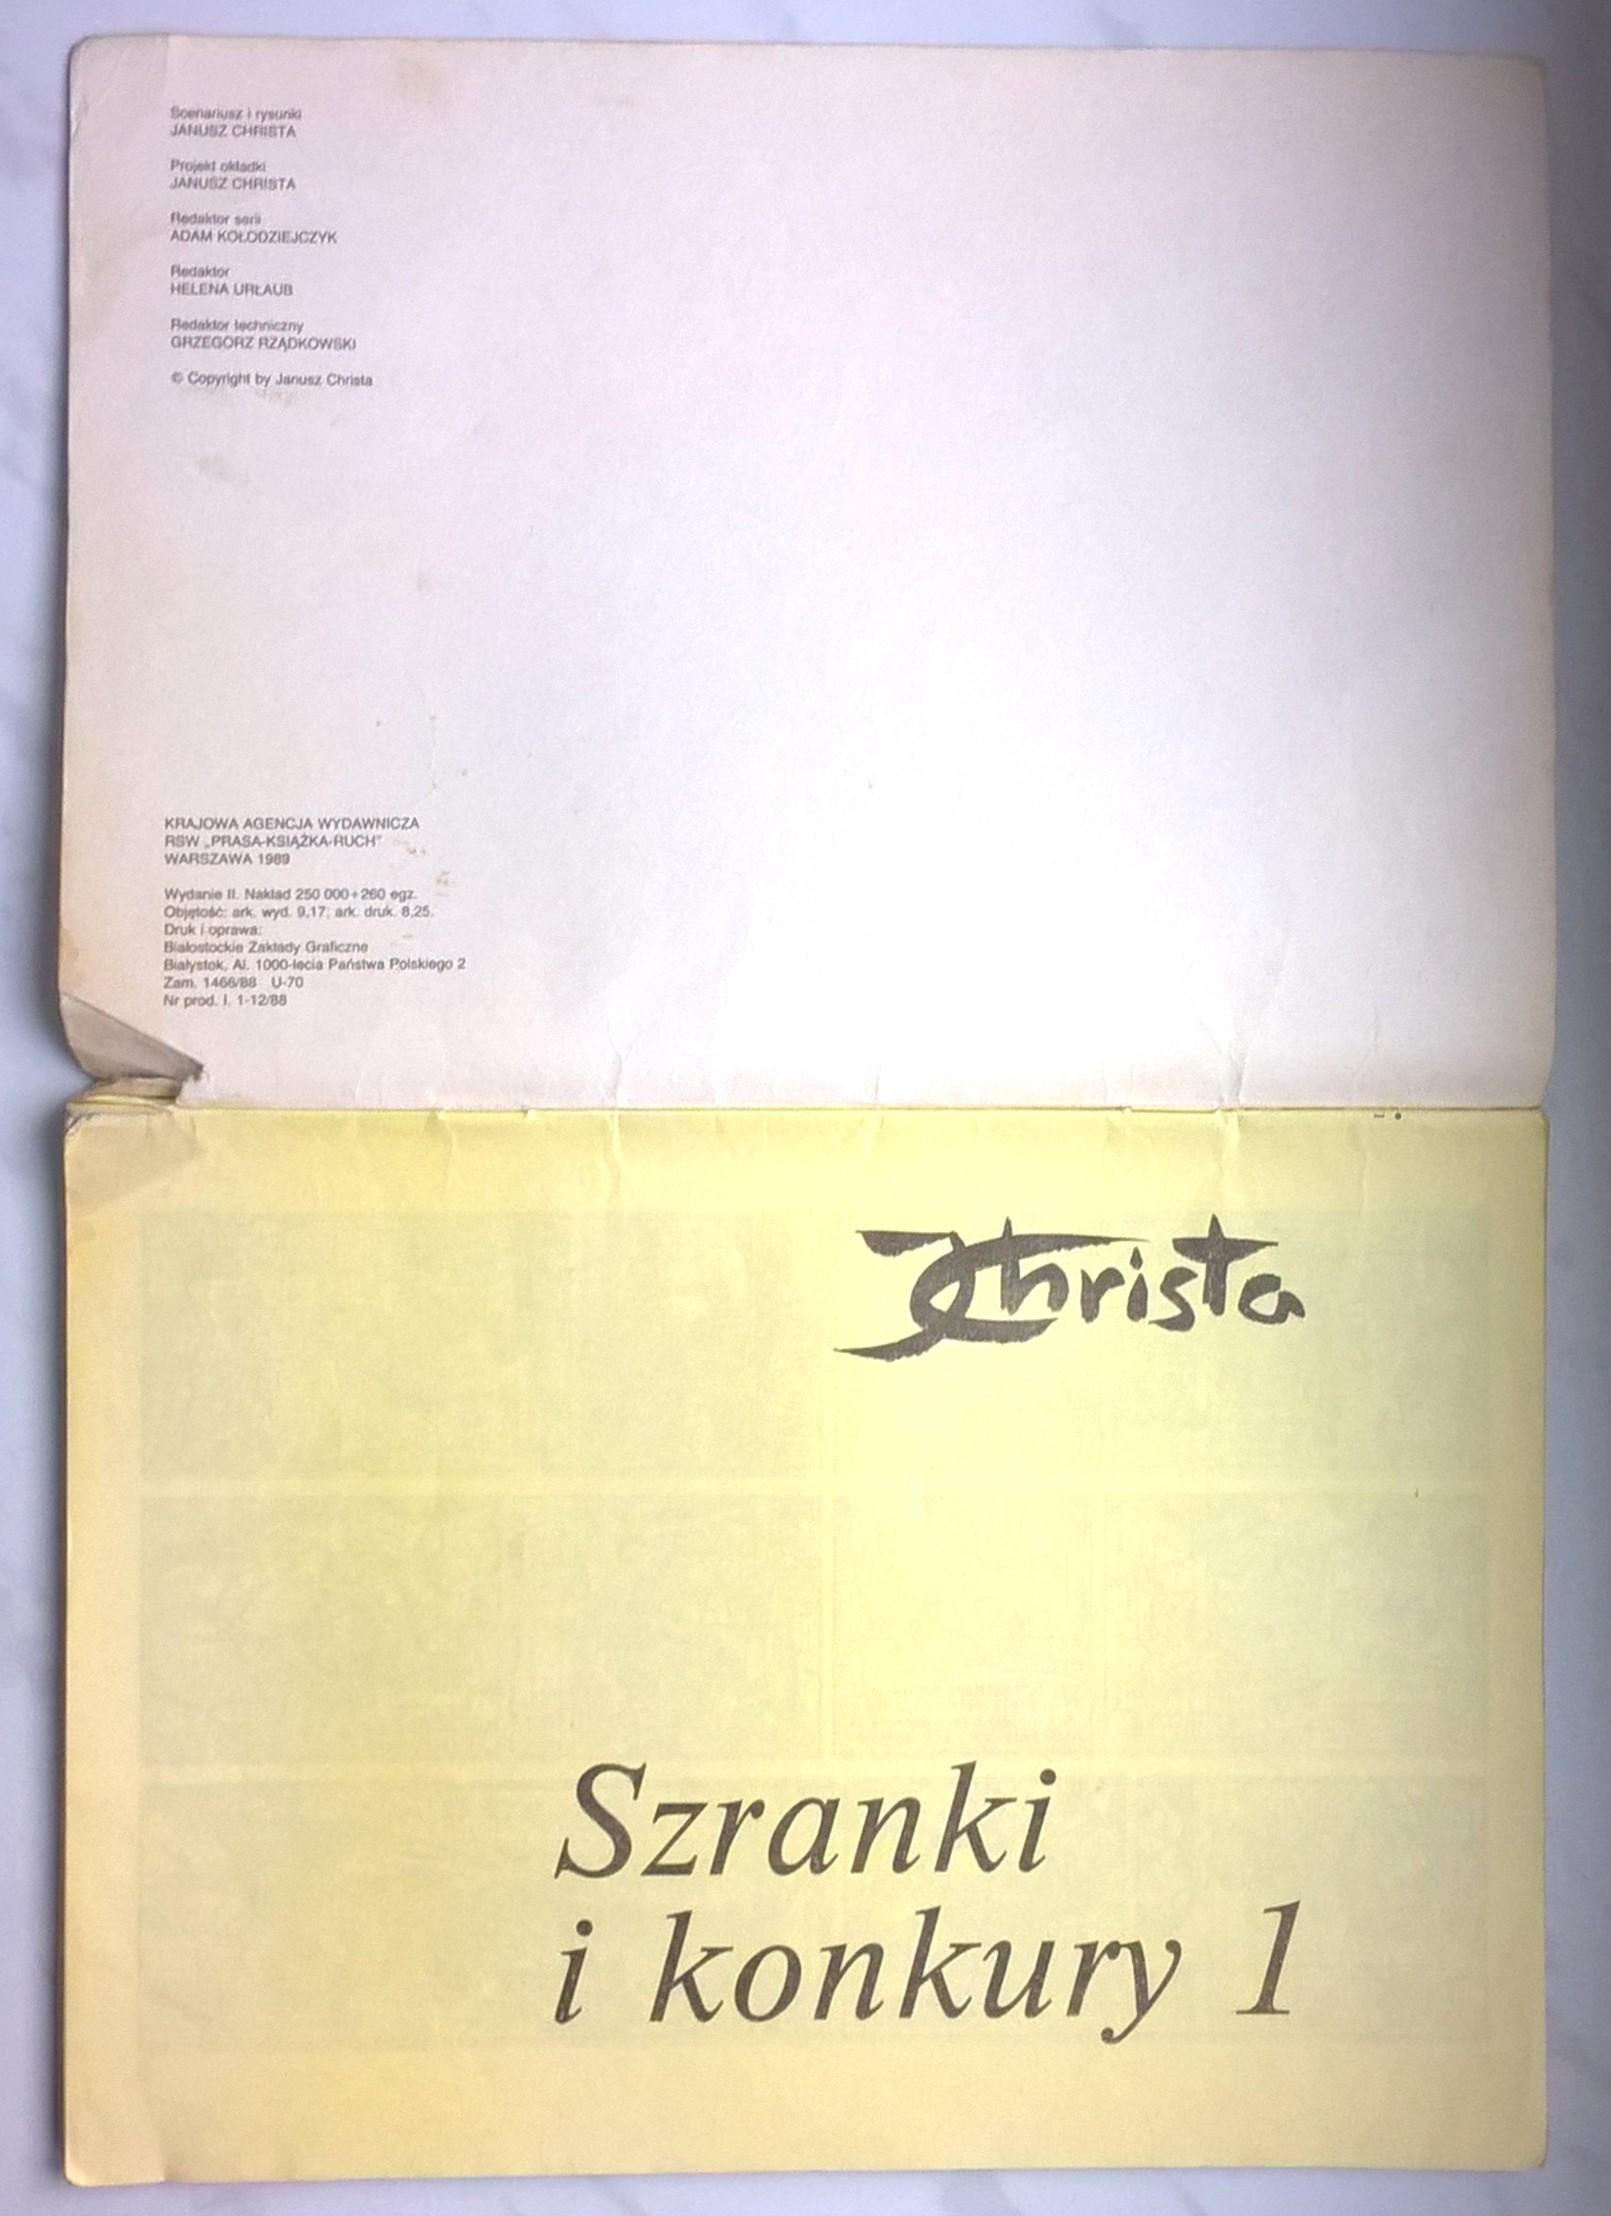 Scenariusz i rysunki
JANUSZ CHRISTA
Projekt okładki
JANUSZ CHRISTA
Redaktor serii
ADAM KOŁODZIEJCZYK
Redaktor
HELENA URŁAUB
Redaktor techniczny
GRZEGORZ RZĄDKOWSKI
© Copyright by Janusz Christa
KRAJOWA AGENCJA WYDAWNICZA
RSW „PRASA-KSIĄŻKA-RUCH”
WARSZAWA 1989
Wydanie II. Nakład 250 000+260 egz.
Objętość: ark. wyd. 9,17; ark. druk. 8,25.
Druk i oprawa:
Białostockie Zakłady Graficzne
Białystok, Al. 1000-lecia Państwa Polskiego 2
Zam. 1466/88 U-70
Nr prod. I. 1-12/88
JChrista
Szranki
i konkury 1